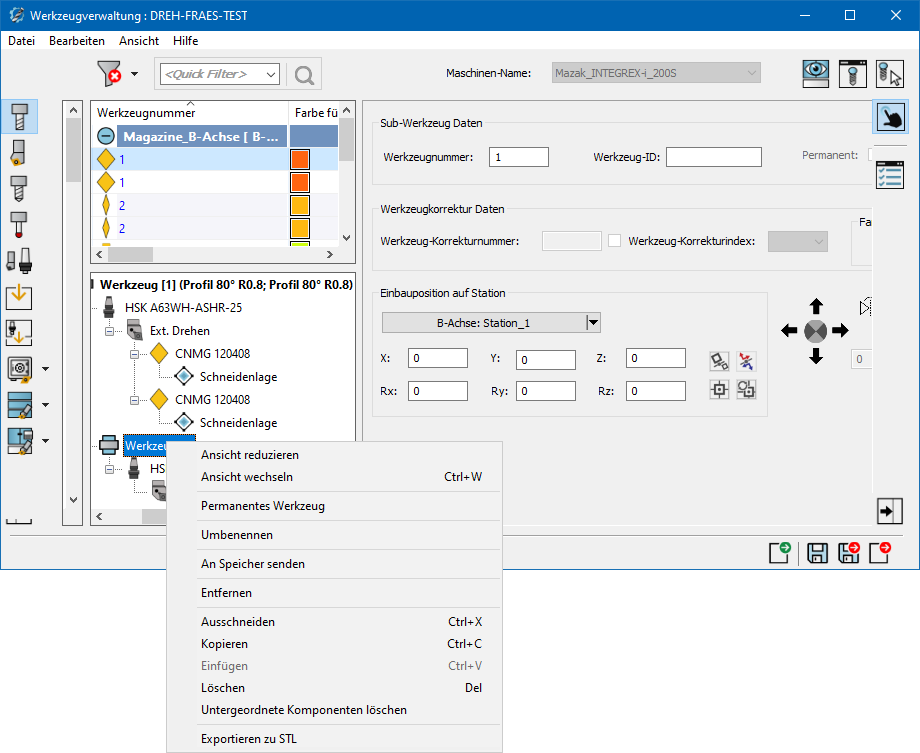 Werkzeugverwaltung : DREH-FRAES-TEST
Datei Bearbeiten Ansicht Hilfe
<Quick Filter>
Maschinen-Name: Mazak_INTEGREX-i_200S
Werkzeugnummer Farbe fü
Magazine_B-Achse [ B-...
1
1
2
2
Werkzeug [1] (Profil 80° R0.8; Profil 80° R0.8)
HSK A63WH-ASHR-25
Ext. Drehen
CNMG 120408
Schneidenlage
CNMG 120408
Schneidenlage
Werkzeu
HS
Sub-Werkzeug Daten
Werkzeugnummer: 1 Werkzeug-ID: Permanent:
Werkzeugkorrektur Daten
Fa
Werkzeug-Korrekturnummer: Werkzeug-Korrekturindex:
Einbauposition auf Station
B-Achse: Station_1
X: 0 Y: 0 Z: 0
0
Rx: 0 Ry: 0 Rz: 0
Ansicht reduzieren
Ansicht wechseln Ctrl+W
Permanentes Werkzeug
Umbenennen
An Speicher senden
Entfernen
Ausschneiden Ctrl+X
Kopieren Ctrl+C
Einfügen Ctrl+V
Löschen Del
Untergeordnete Komponenten löschen
Exportieren zu STL